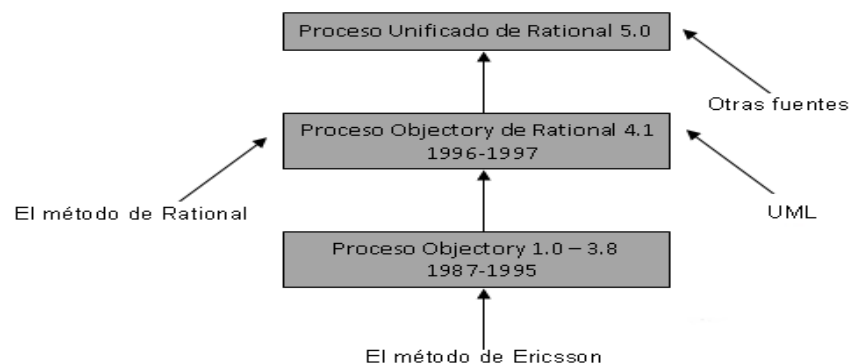 Proceso Unificado de Rational 5.0
Otras fuentes
Proceso Objectory de Rational 4.1
1996-1997
El método de Rational
UML
Proceso Objectory 1.0 – 3.8
1987-1995
El método de Ericsson